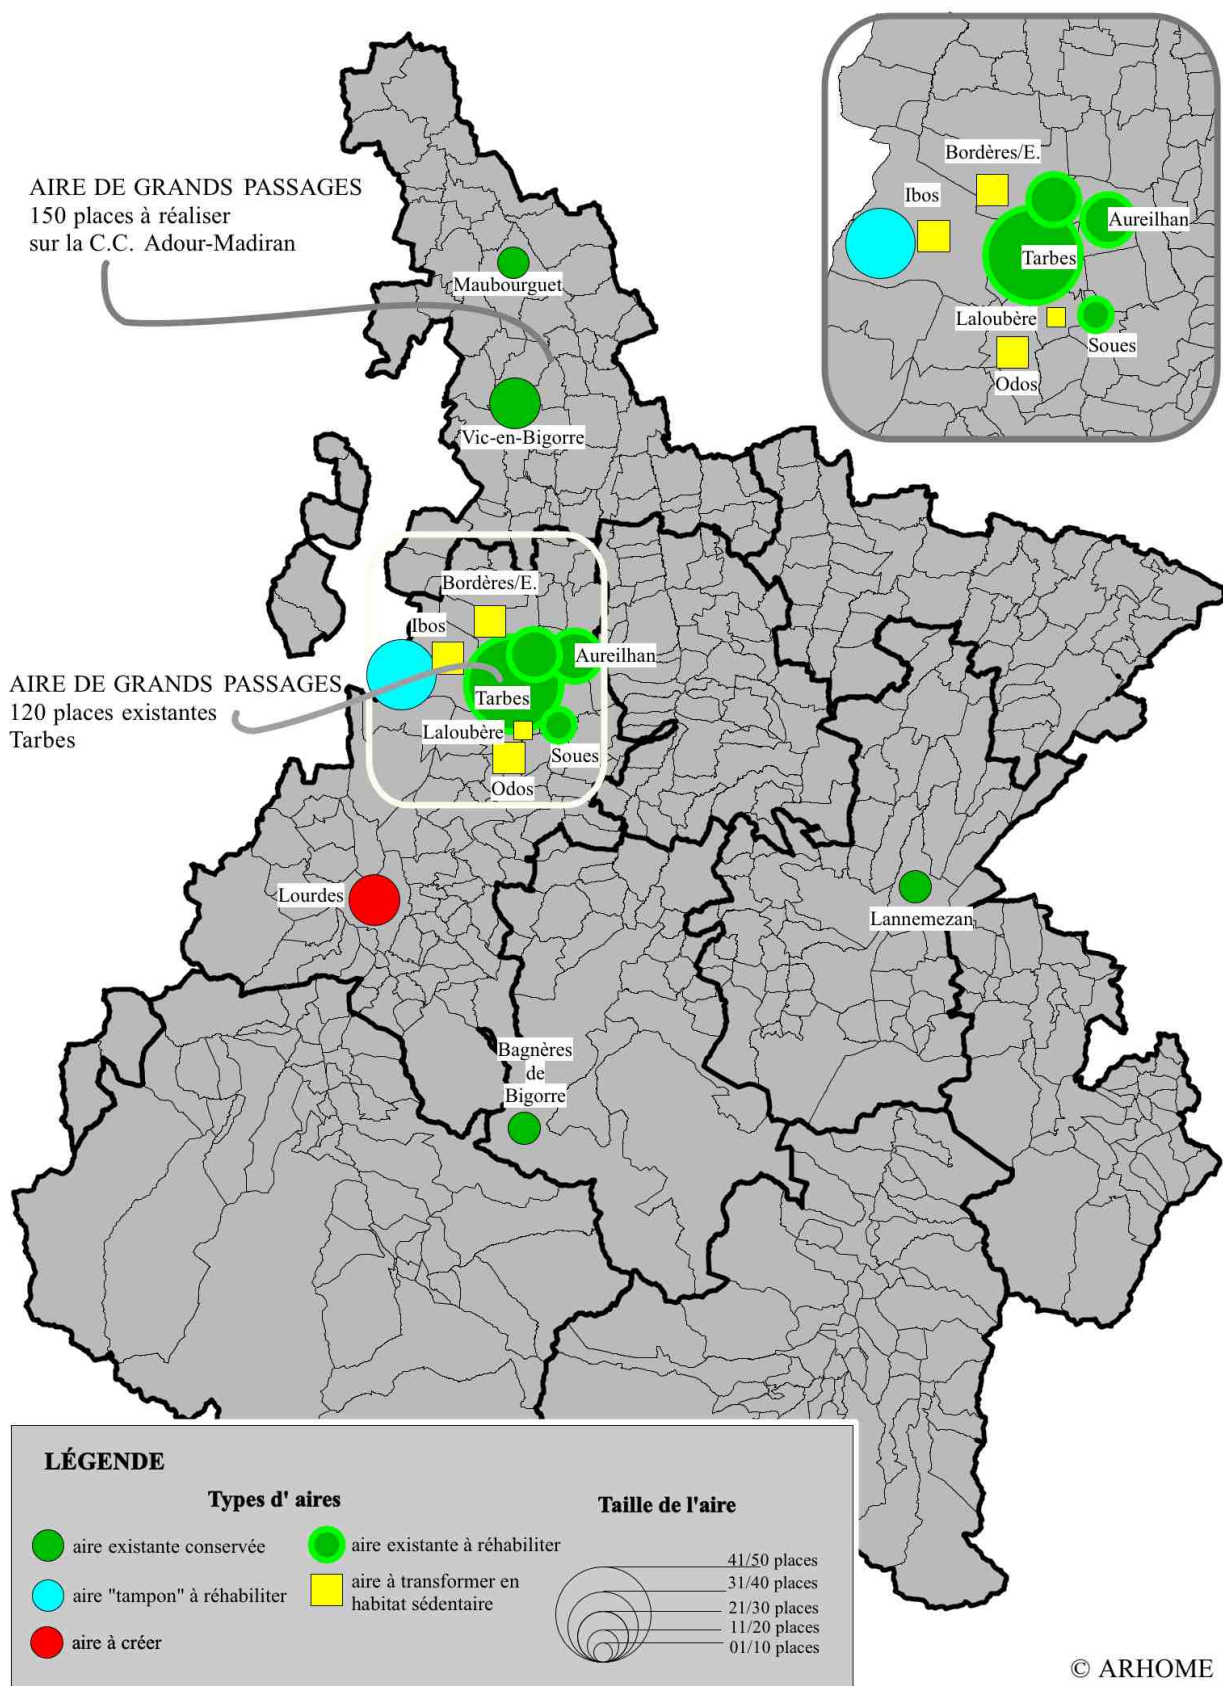 AIRE DE GRANDS PASSAGES
150 places à réaliser
sur la C.C. Adour-Madiran
Maubourguet
Vic-en-Bigorre
Bordères/E.
Ibos
Aureilhan
Tarbes
Laloubère
Soues
Odos
Bordères/E.
Ibos
Aureilhan
Tarbes
Laloubère
Soues
Odos
AIRE DE GRANDS PASSAGES
120 places existantes
Tarbes
Lourdes
Lannemezan
Bagnères
de
Bigorre
LÉGENDE
Types d' aires
aire existante conservée
aire existante à réhabiliter
aire "tampon" à réhabiliter
aire à transformer en
habitat sédentaire
aire à créer
Taille de l'aire
41/50 places
31/40 places
21/30 places
11/20 places
01/10 places
© ARHOME